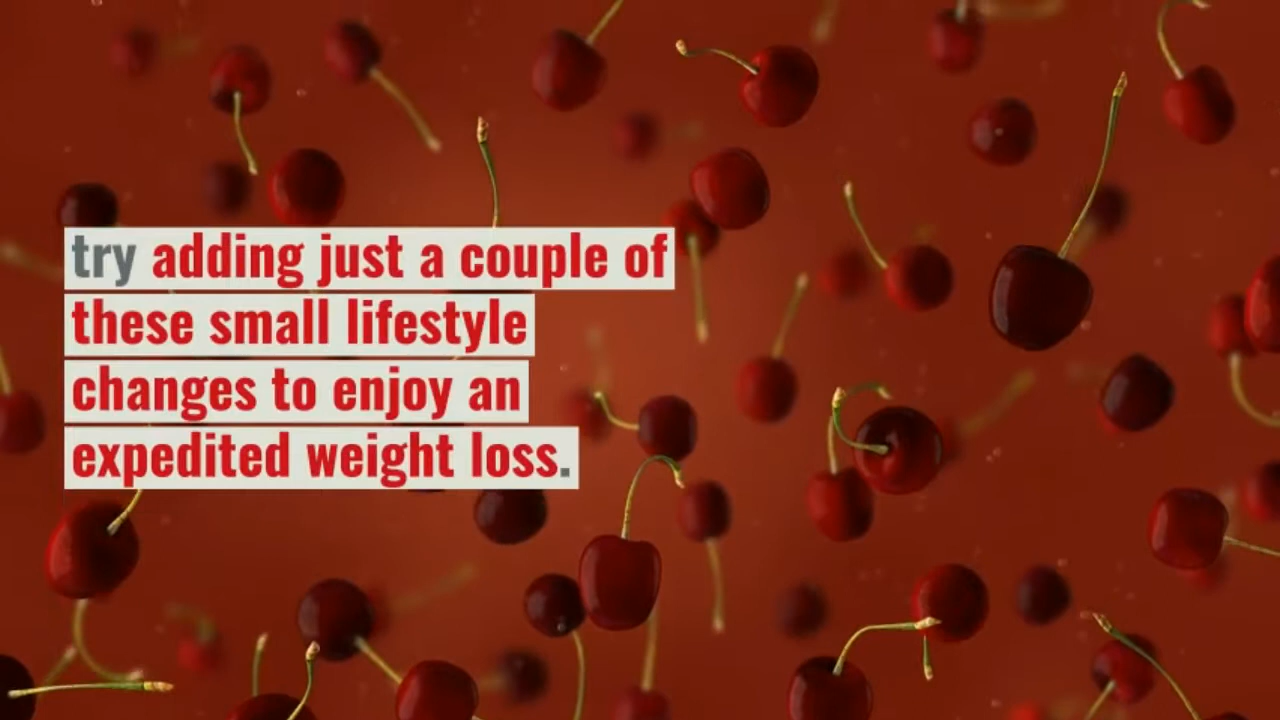 try adding just a couple of
these small lifestyle
changes to enjoy an
expedited weight loss.